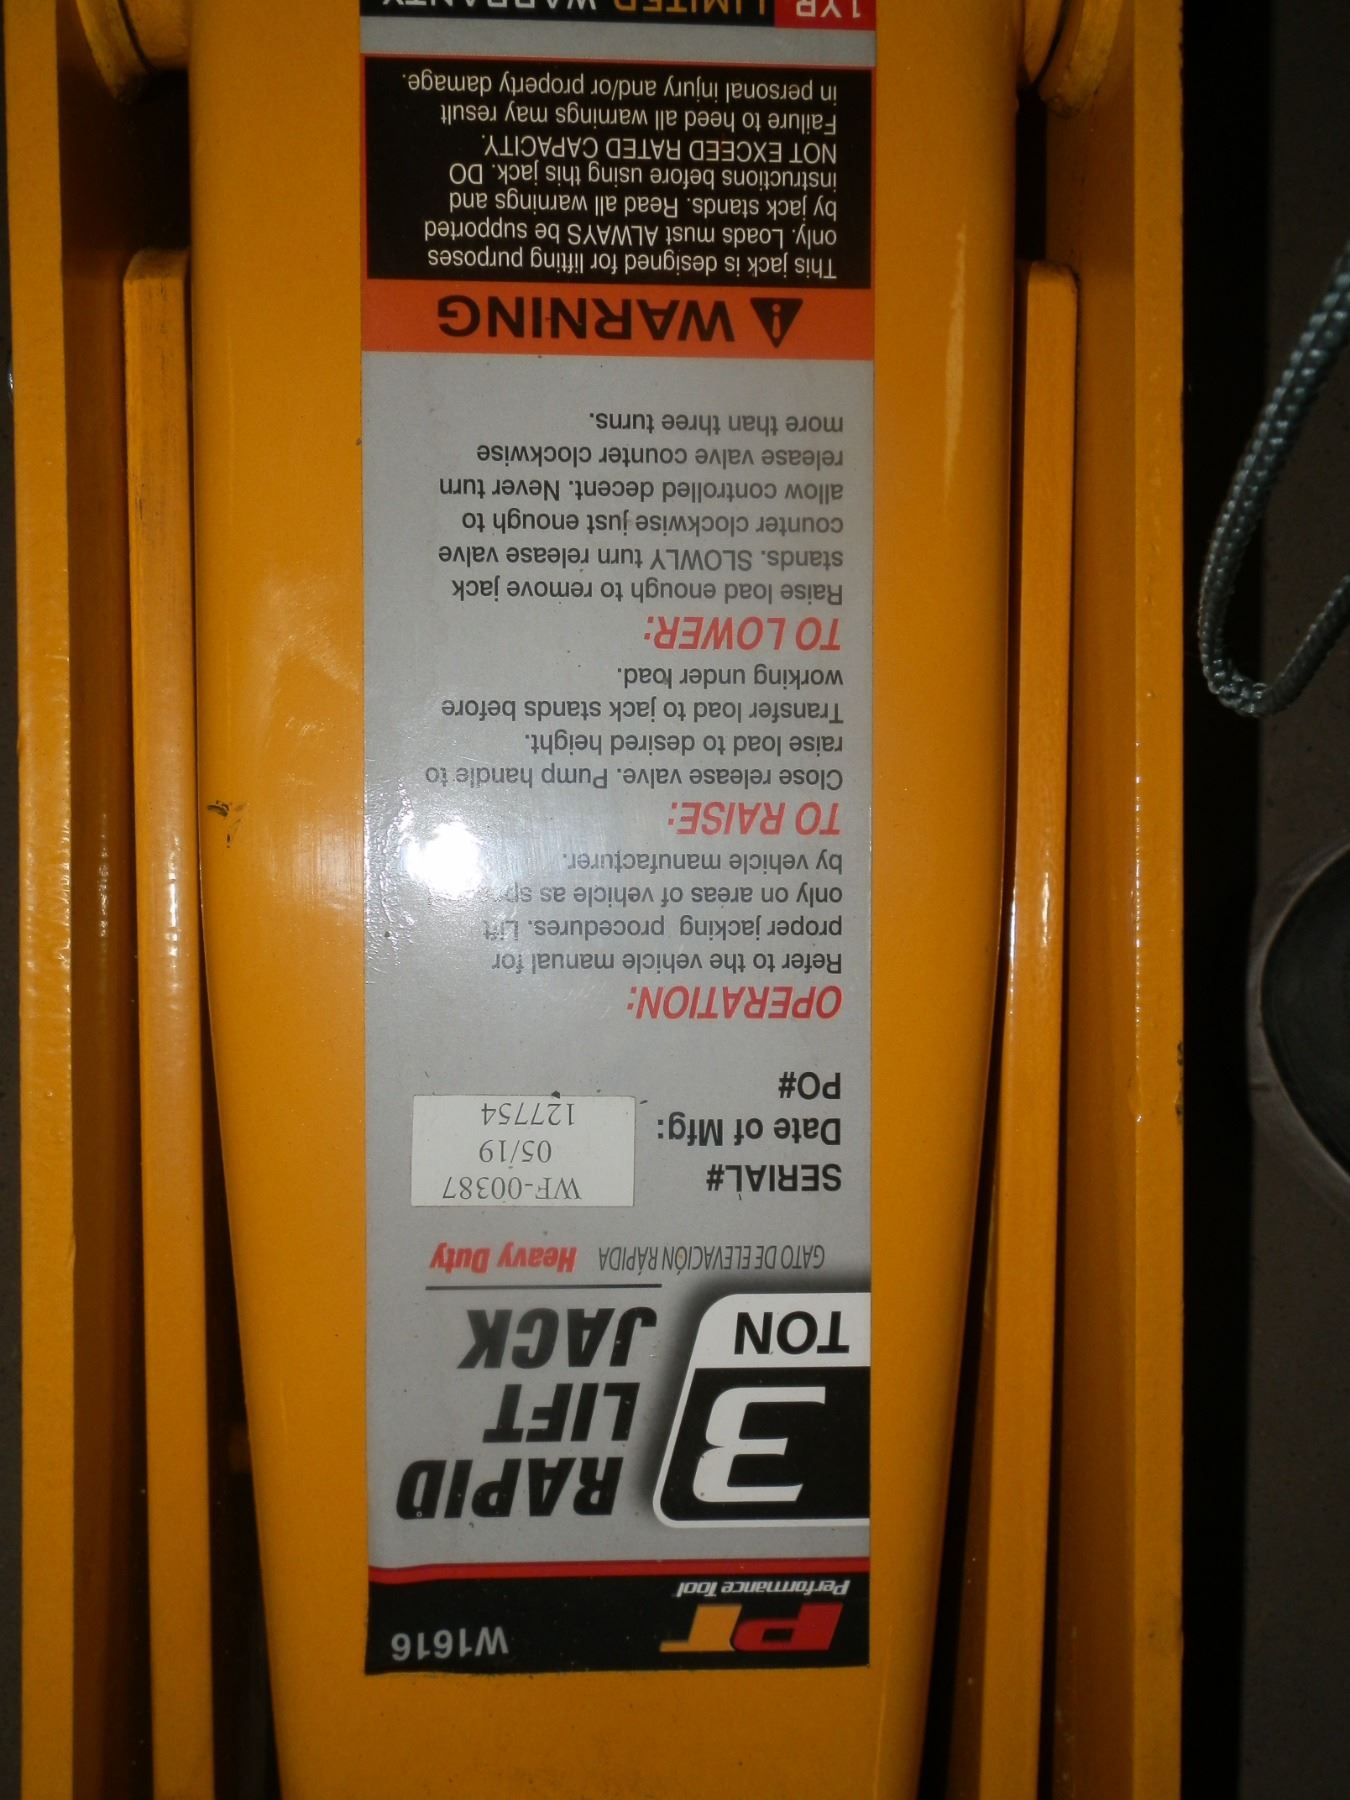 PT
Performance Tool
W1616
3
TON
RAPID
LIFT
JACK
GATO DE ELEVACIÓN RÁPIDA Heavy Duty
SERIAL# WF-00387
Date of Mfg: 05/19
PO# 127754
OPERATION:
Refer to the vehicle manual for
proper jacking procedures. Lift
only on areas of vehicle as
by vehicle manufacturer.
TO RAISE:
Close release valve. Pump handle to
raise load to desired height.
Transfer load to jack stands before
working under load.
TO LOWER:
Raise load enough to remove jack
stands. SLOWLY turn release valve
counter clockwise just enough to
allow controlled decent. Never turn
release valve counter clockwise
more than three turns.
WARNING
This jack is designed for lifting purposes
only. Loads must ALWAYS be supported
by jack stands. Read all warnings and
instructions before using this jack. DO
NOT EXCEED RATED CAPACITY.
Failure to heed all warnings may result
in personal injury and/or property damage.
1YR LIMITED WARRANTY